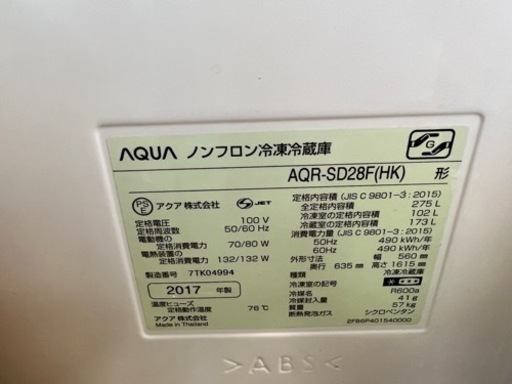 AQUA ノンフロン冷凍冷蔵庫
AQR-SD28F(HK) 形
PS E アクア 株式会社 JET
定格電圧 100 V
定格周波数 50/60 Hz
電動機の
定格消費電力 70/80 W
電熱装置の
定格消費電力 132/132 W
製造番号 7TK04994
2017 年製
温度ヒューズ
定格動作温度 76℃
アクア 株式会社
Made in Thailand
定格内容積 (JIS C 9801-3 : 2015)
全定格内容積 275 L
冷凍室の定格内容積 102 L
冷蔵室の定格内容積 173 L
消費電力量 (JIS C 9801-3 : 2015)
50Hz 490 kWh/年
60Hz 490 kWh/年
外形寸法 幅 560 mm
奥行 635 mm 高さ 1615 mm
種類 冷凍冷蔵庫
冷凍室の記号
冷媒名 R600a
冷媒封入量 41 g
質量 57 kg
断熱発泡ガス シクロペンタン
2FB6P401540000
G
>ABS<